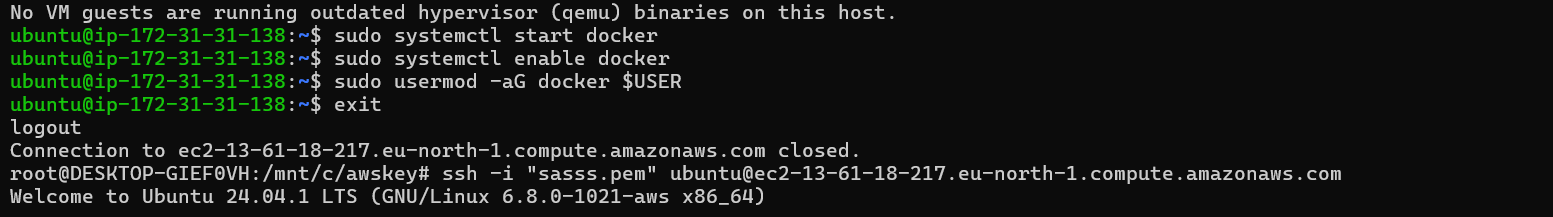 No VM guests are running outdated hypervisor (qemu) binaries on this host.
ubuntu@ip-172-31-31-138:~$ sudo systemctl start docker
ubuntu@ip-172-31-31-138:~$ sudo systemctl enable docker
ubuntu@ip-172-31-31-138:~$ sudo usermod -aG docker $USER
ubuntu@ip-172-31-31-138:~$ exit
logout
Connection to ec2-13-61-18-217.eu-north-1.compute.amazonaws.com closed.
root@DESKTOP-GIEF0VH:/mnt/c/awskey# ssh -i "sasss.pem" ubuntu@ec2-13-61-18-217.eu-north-1.compute.amazonaws.com
Welcome to Ubuntu 24.04.1 LTS (GNU/Linux 6.8.0-1021-aws x86_64)